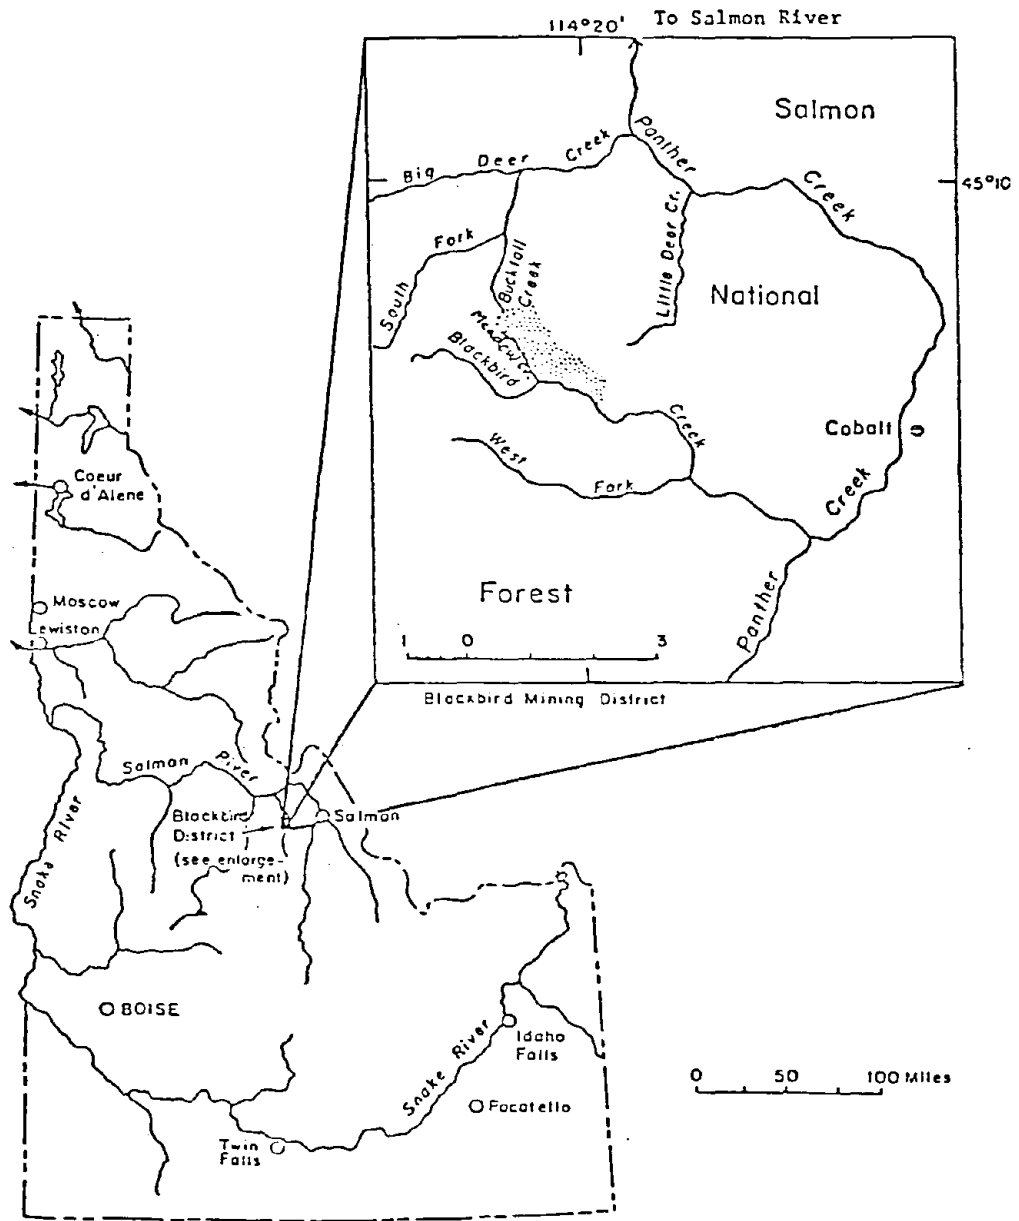 114°20'
To Salmon River
Salmon
Big Deer Creek
Panther Creek
45°10
South Fork
Bucktail
Creek
Little Deer Cr.
National
Meadow Cr.
Blackbird Creek
Cobalt
West Fork
Creek
Forest
Panther
1 0 3
Blackbird Mining District
Coeur
d'Alene
Moscow
Lewiston
Salmon River
Snake River
Blackbird
District
(see enlarge-
ment)
Salmon
BOISE
Snake River
Idaho
Falls
Pocatello
Twin
Falls
0 50 100 Miles